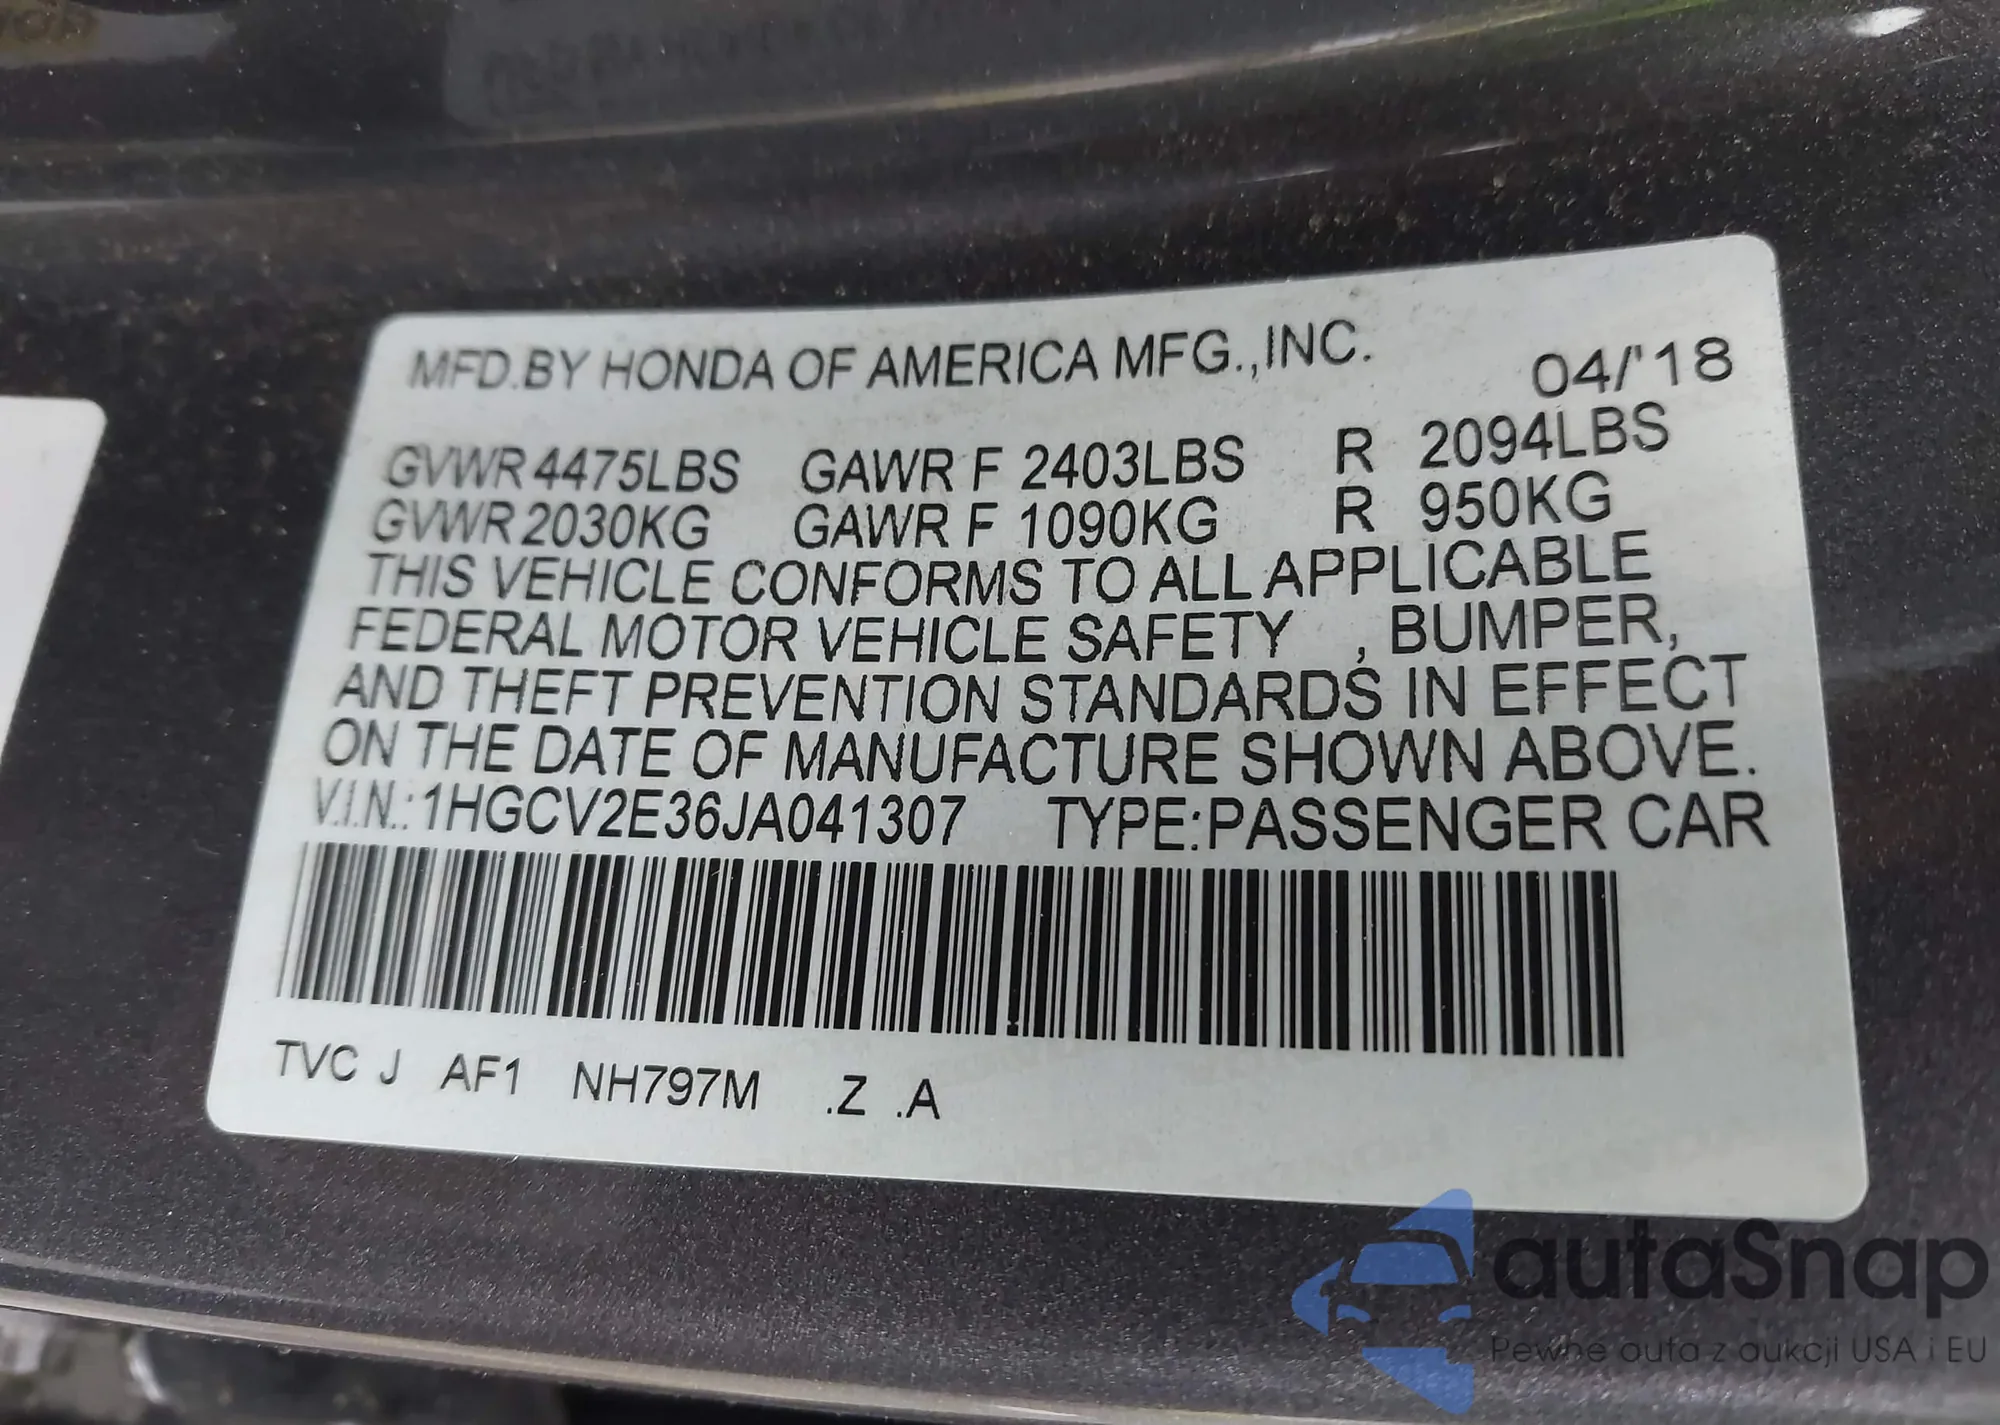 MFD.BY HONDA OF AMERICA MFG.,INC. 04/'18
GVWR 4475LBS GAWR F 2403LBS R 2094LBS
GVWR 2030KG GAWR F 1090KG R 950KG
THIS VEHICLE CONFORMS TO ALL APPLICABLE
FEDERAL MOTOR VEHICLE SAFETY , BUMPER,
AND THEFT PREVENTION STANDARDS IN EFFECT
ON THE DATE OF MANUFACTURE SHOWN ABOVE.
V.I.N.:1HGCV2E36JA041307 TYPE:PASSENGER CAR
TVC J AF1 NH797M .Z .A
autaSnap
Pewne auta z aukcji USA i EU